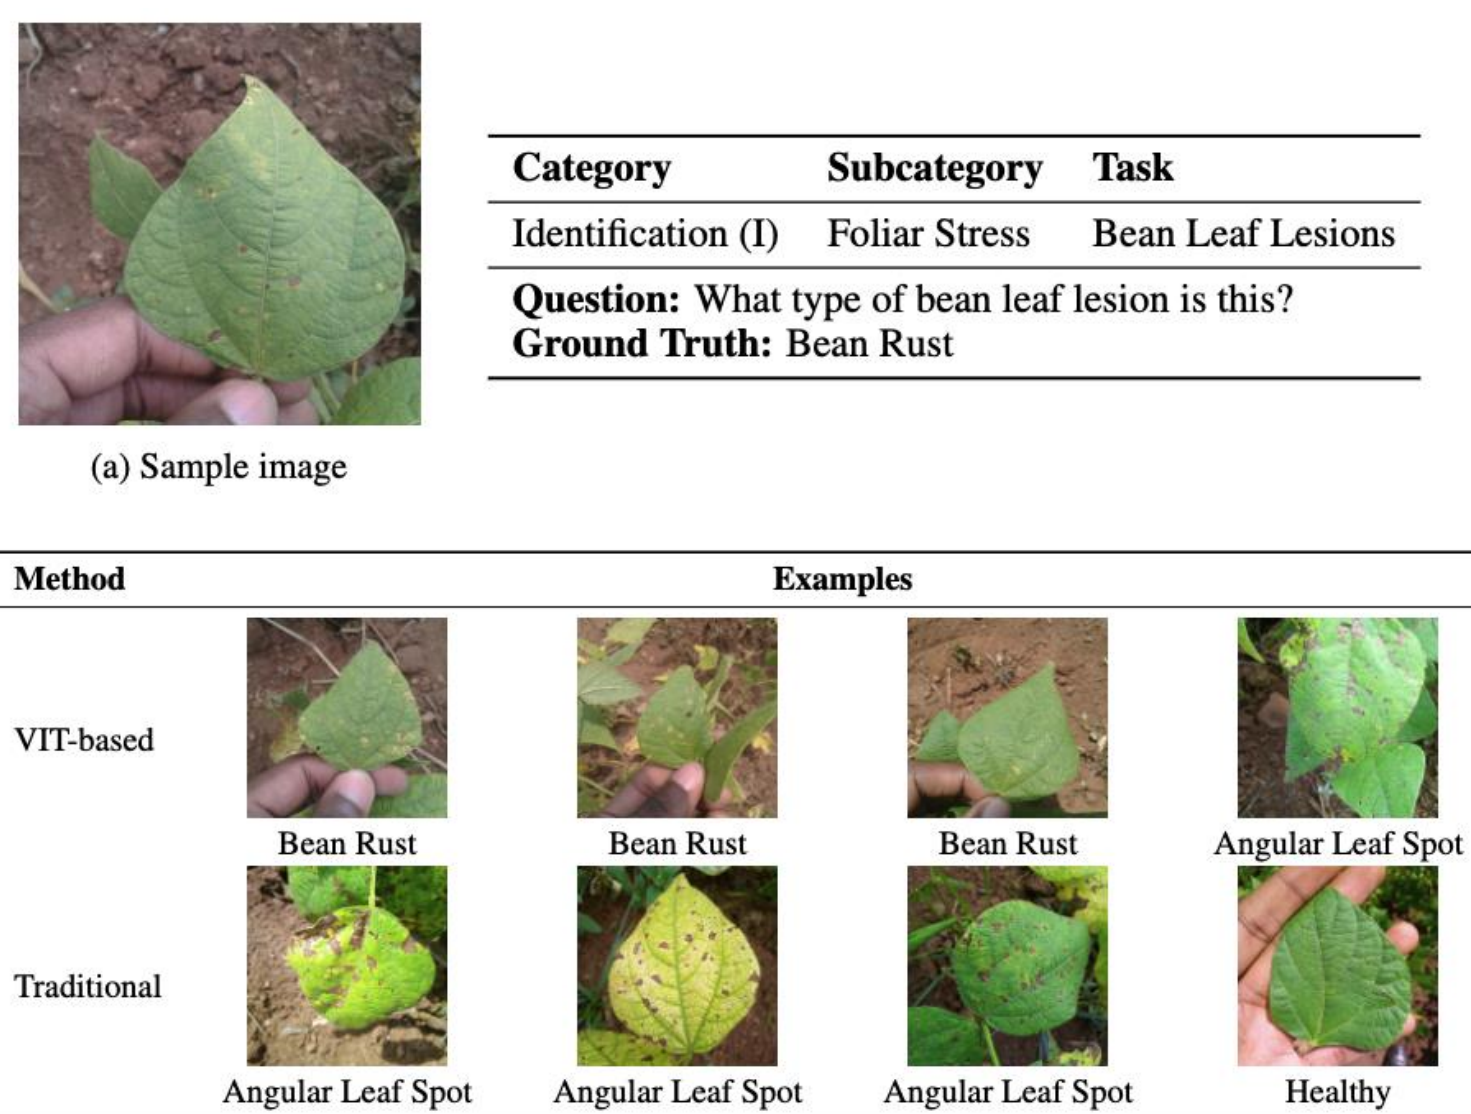 Category Subcategory Task
Identification (I) Foliar Stress Bean Leaf Lesions
Question: What type of bean leaf lesion is this?
Ground Truth: Bean Rust
(a) Sample image
Method Examples
VIT-based
Bean Rust Bean Rust Bean Rust Angular Leaf Spot
Traditional
Angular Leaf Spot Angular Leaf Spot Angular Leaf Spot Healthy